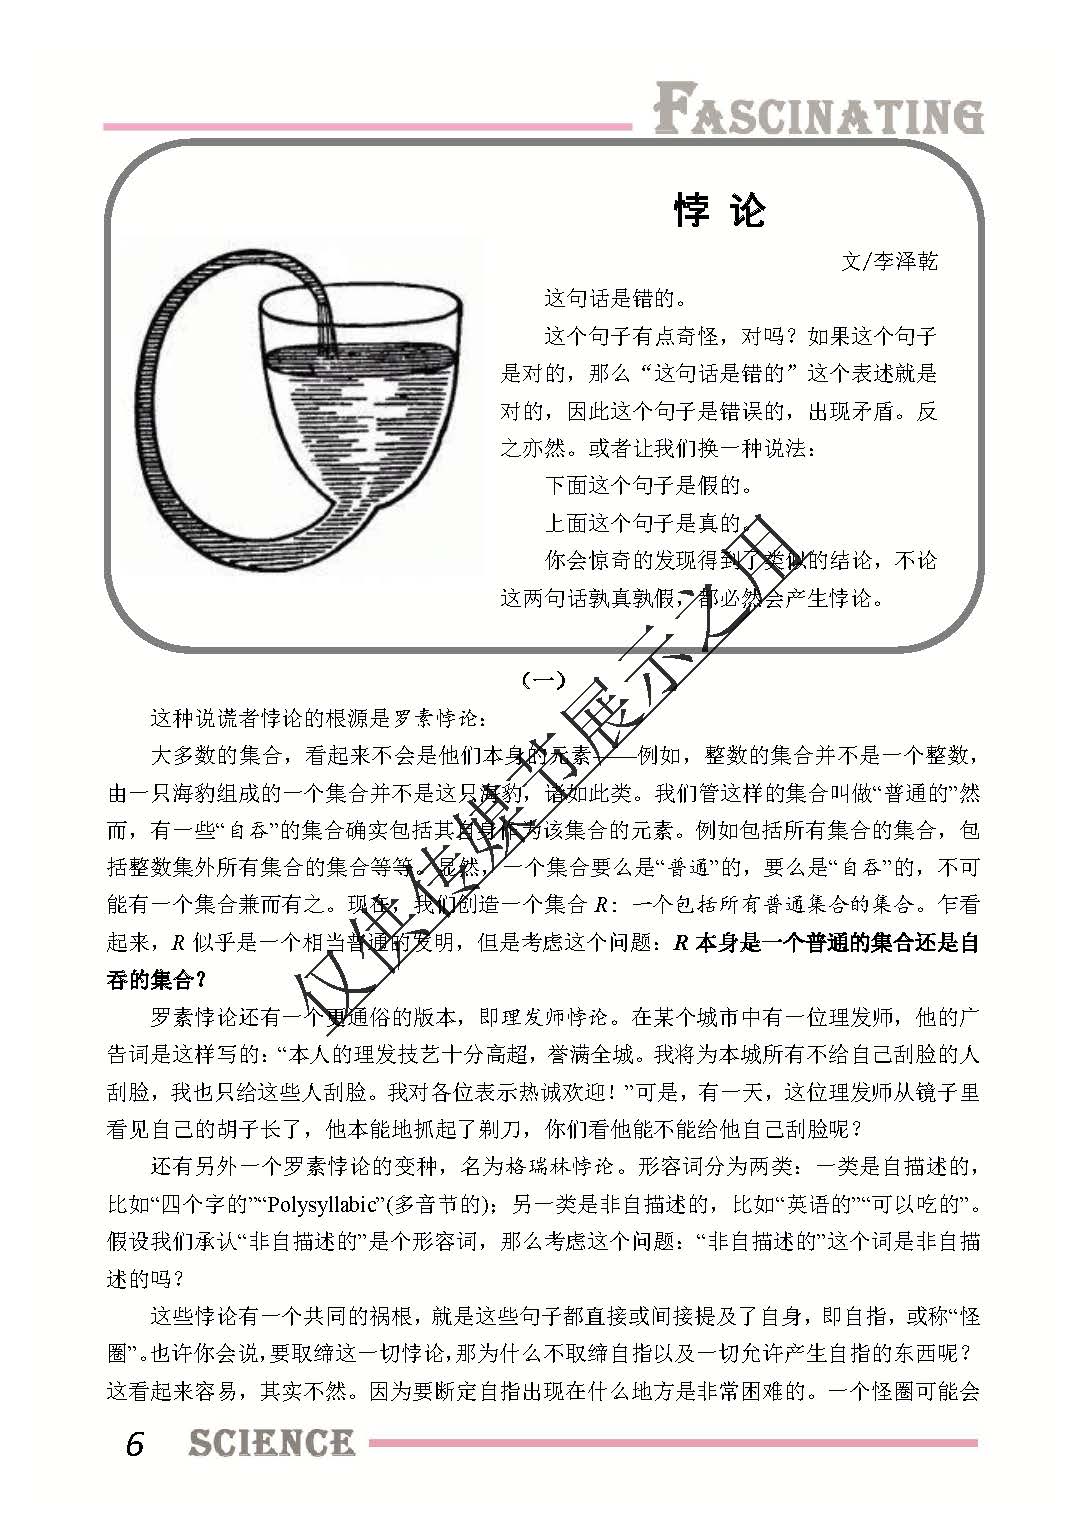 FASCINATING
悖 论
文/李泽乾
这句话是错的。
这个句子有点奇怪，对吗？如果这个句子
是对的，那么“这句话是错的”这个表述就是
对的，因此这个句子是错误的，出现矛盾。反
之亦然。或者让我们换一种说法：
下面这个句子是假的。
上面这个句子是真的。
你会惊奇的发现得到了类似的结论，不论
这两句话孰真孰假，都必然会产生悖论。
（一）
这种说谎者悖论的根源是罗素悖论：
大多数的集合，看起来不会是他们本身的元素——例如，整数的集合并不是一个整数，
由一只海豹组成的一个集合并不是这只海豹，诸如此类。我们管这样的集合叫做“普通的”然
而，有一些“自吞”的集合确实包括其自身作为该集合的元素。例如包括所有集合的集合，包
括整数集外所有集合的集合等等。显然，一个集合要么是“普通”的，要么是“自吞”的，不可
能有一个集合兼而有之。现在，我们创造一个集合 R：一个包括所有普通集合的集合。乍看
起来，R 似乎是一个相当普通的发明，但是考虑这个问题：R 本身是一个普通的集合还是自
吞的集合？
罗素悖论还有一个更通俗的版本，即理发师悖论。在某个城市中有一位理发师，他的广
告词是这样写的：“本人的理发技艺十分高超，誉满全城。我将为本城所有不给自己刮脸的人
刮脸，我也只给这些人刮脸。我对各位表示热诚欢迎！”可是，有一天，这位理发师从镜子里
看见自己的胡子长了，他本能地抓起了剃刀，你们看他能不能给他自己刮脸呢？
还有另外一个罗素悖论的变种，名为格瑞林悖论。形容词分为两类：一类是自描述的，
比如“四个字的”“Polysyllabic”(多音节的)；另一类是非自描述的，比如“英语的”“可以吃的”。
假设我们承认“非自描述的”是个形容词，那么考虑这个问题：“非自描述的”这个词是非自描
述的吗？
这些悖论有一个共同的祸根，就是这些句子都直接或间接提及了自身，即自指，或称“怪
圈”。也许你会说，要取缔这一切悖论，那为什么不取缔自指以及一切允许产生自指的东西呢？
这看起来容易，其实不然。因为要断定自指出现在什么地方是非常困难的。一个怪圈可能会
仅供传媒节展示之用
6 SCIENCE